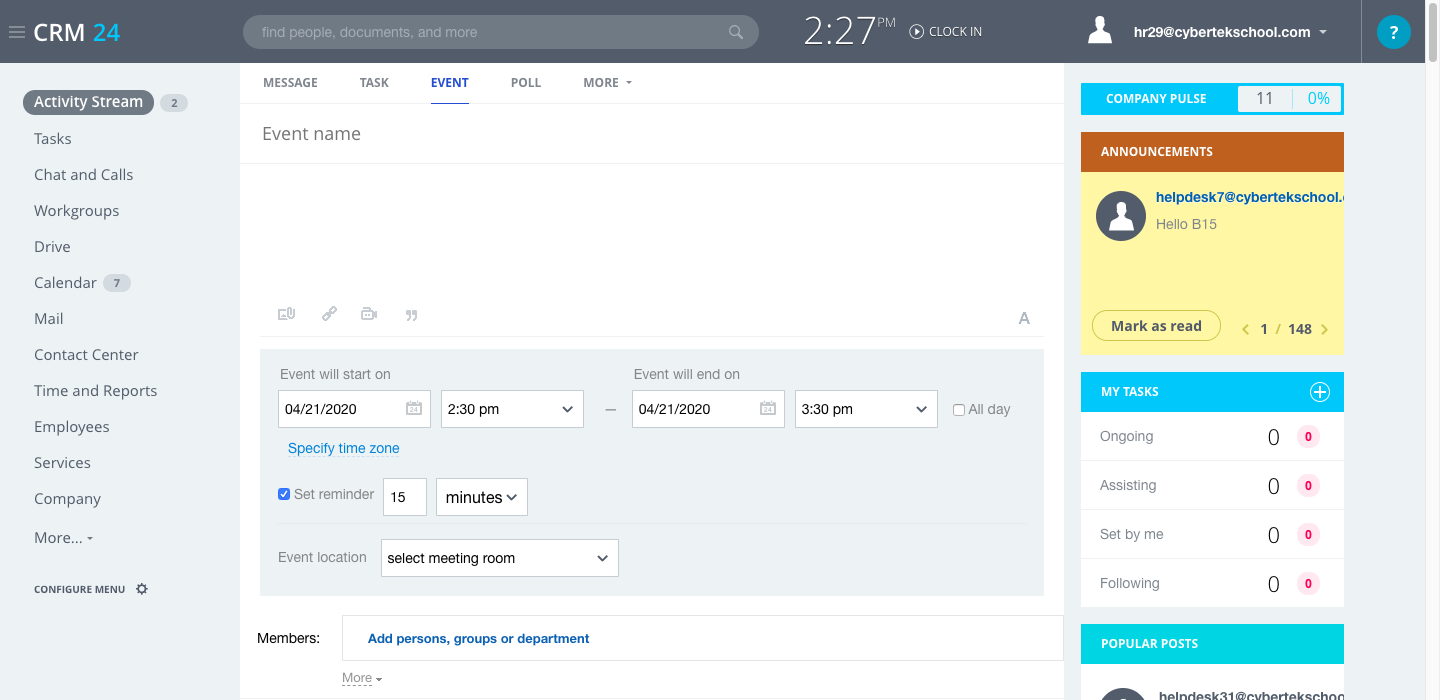 CRM 24
find people, documents, and more
2:27 PM
CLOCK IN
hr29@cybertekschool.com
?
Activity Stream 2
Tasks
Chat and Calls
Workgroups
Drive
Calendar 7
Mail
Contact Center
Time and Reports
Employees
Services
Company
More...
CONFIGURE MENU
MESSAGE TASK EVENT POLL MORE
Event name
A
Event will start on
Event will end on
04/21/2020 24 2:30 pm — 04/21/2020 24 3:30 pm All day
Specify time zone
Set reminder 15 minutes
Event location select meeting room
Members: Add persons, groups or department
More
COMPANY PULSE 11 0%
ANNOUNCEMENTS
helpdesk7@cybertekschool.
Hello B15
Mark as read
1 / 148
MY TASKS
Ongoing 0 0
Assisting 0 0
Set by me 0 0
Following 0 0
POPULAR POSTS
helpdesk31@cybertekschoo